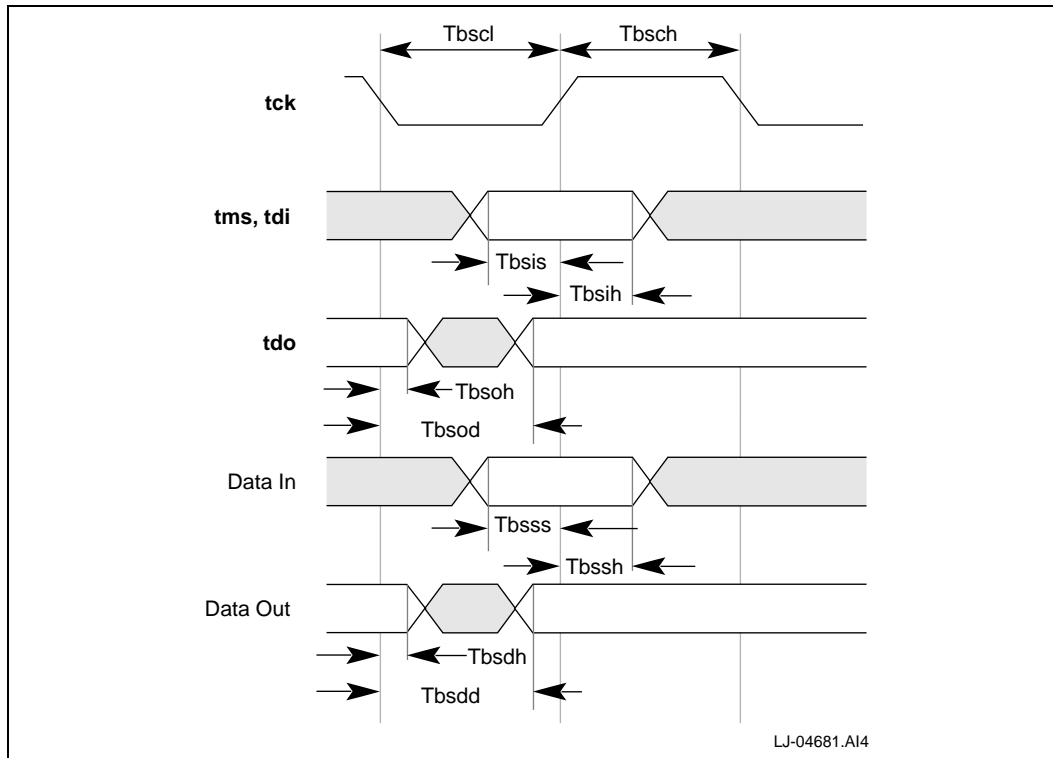 Tbscl
Tbsch
tck
tms, tdi
Tbsis
Tbsih
tdo
Tbsoh
Tbsod
Data In
Tbsss
Tbssh
Data Out
Tbsdh
Tbsdd
LJ-04681.AI4